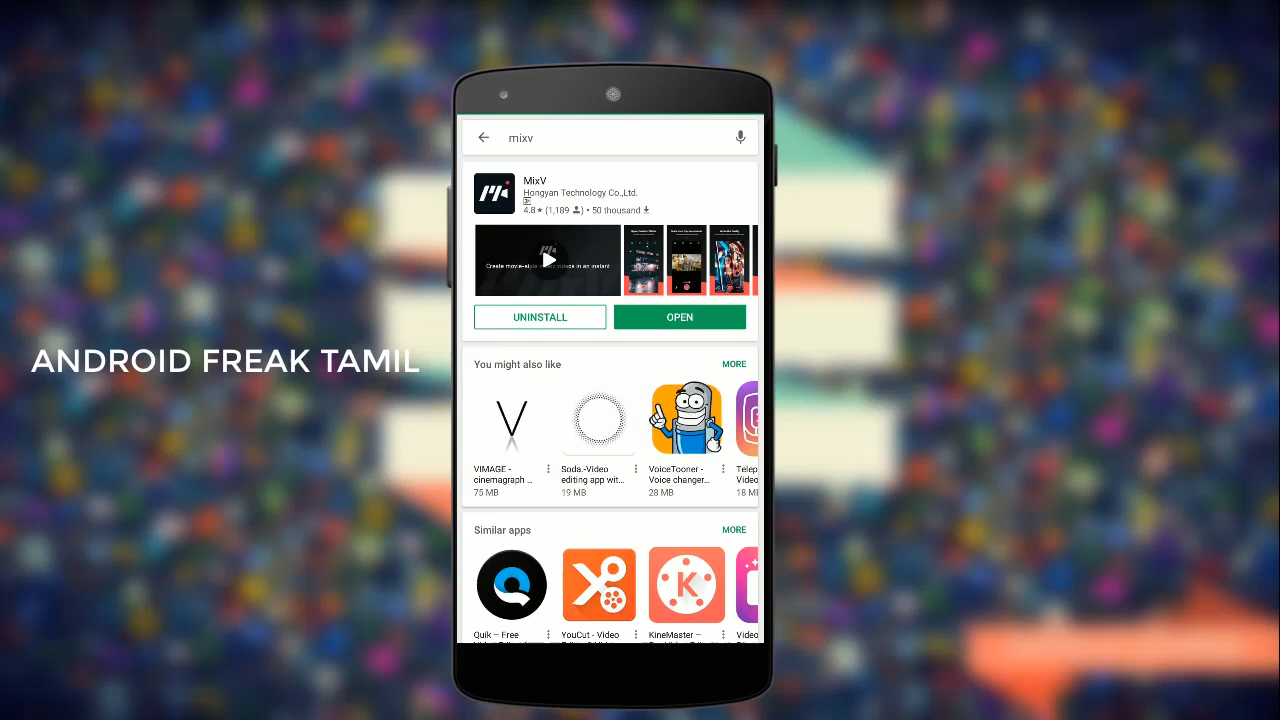 mixv
MixV
Hongyan Technology Co.,Ltd.
3+
4.8 ★ (1,189 ) • 50 thousand
Create movie-style music videos in an instant
UNINSTALL
OPEN
You might also like
MORE
VIMAGE -
cinemagraph ...
75 MB
Soda.-Video
editing app wit...
19 MB
VoiceTooner -
Voice changer...
28 MB
Telep
Video
18 MI
ANDROID FREAK TAMIL
Similar apps
MORE
K
Quik – Free
YouCut - Video
KineMaster –
Video